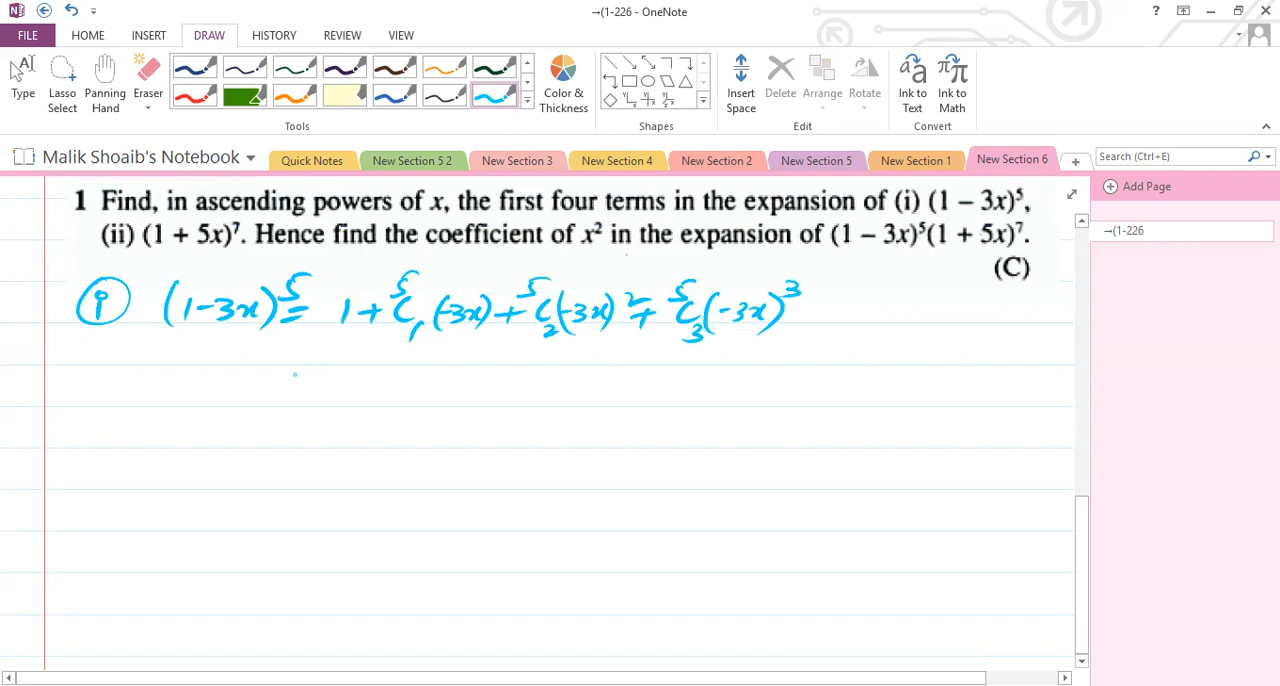 →(1-226 - OneNote
FILE HOME INSERT DRAW HISTORY REVIEW VIEW
Type
Lasso Select
Panning Hand
Eraser
Color & Thickness
Insert Space
Delete
Arrange
Rotate
Ink to Text
Ink to Math
Tools
Shapes
Edit
Convert
Malik Shoaib's Notebook
Quick Notes New Section 5 2 New Section 3 New Section 4 New Section 2 New Section 5 New Section 1 New Section 6
Search (Ctrl+E)
Add Page
→(1-226
1 Find, in ascending powers of x, the first four terms in the expansion of (i) (1 − 3x)⁵,
(ii) (1 + 5x)⁷. Hence find the coefficient of x² in the expansion of (1 − 3x)⁵(1 + 5x)⁷.
(C)
(i) (1-3x)⁵ = 1 + ⁵C₁(-3x) + ⁵C₂(-3x)² + ⁵C₃(-3x)³